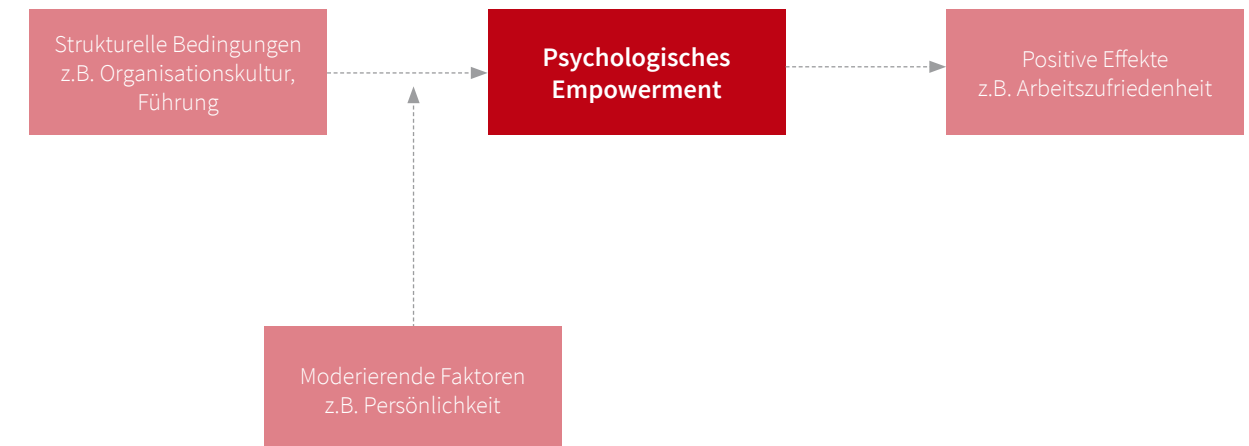 Strukturelle Bedingungen
z.B. Organisationskultur,
Führung
Psychologisches
Empowerment
Positive Effekte
z.B. Arbeitszufriedenheit
Moderierende Faktoren
z.B. Persönlichkeit